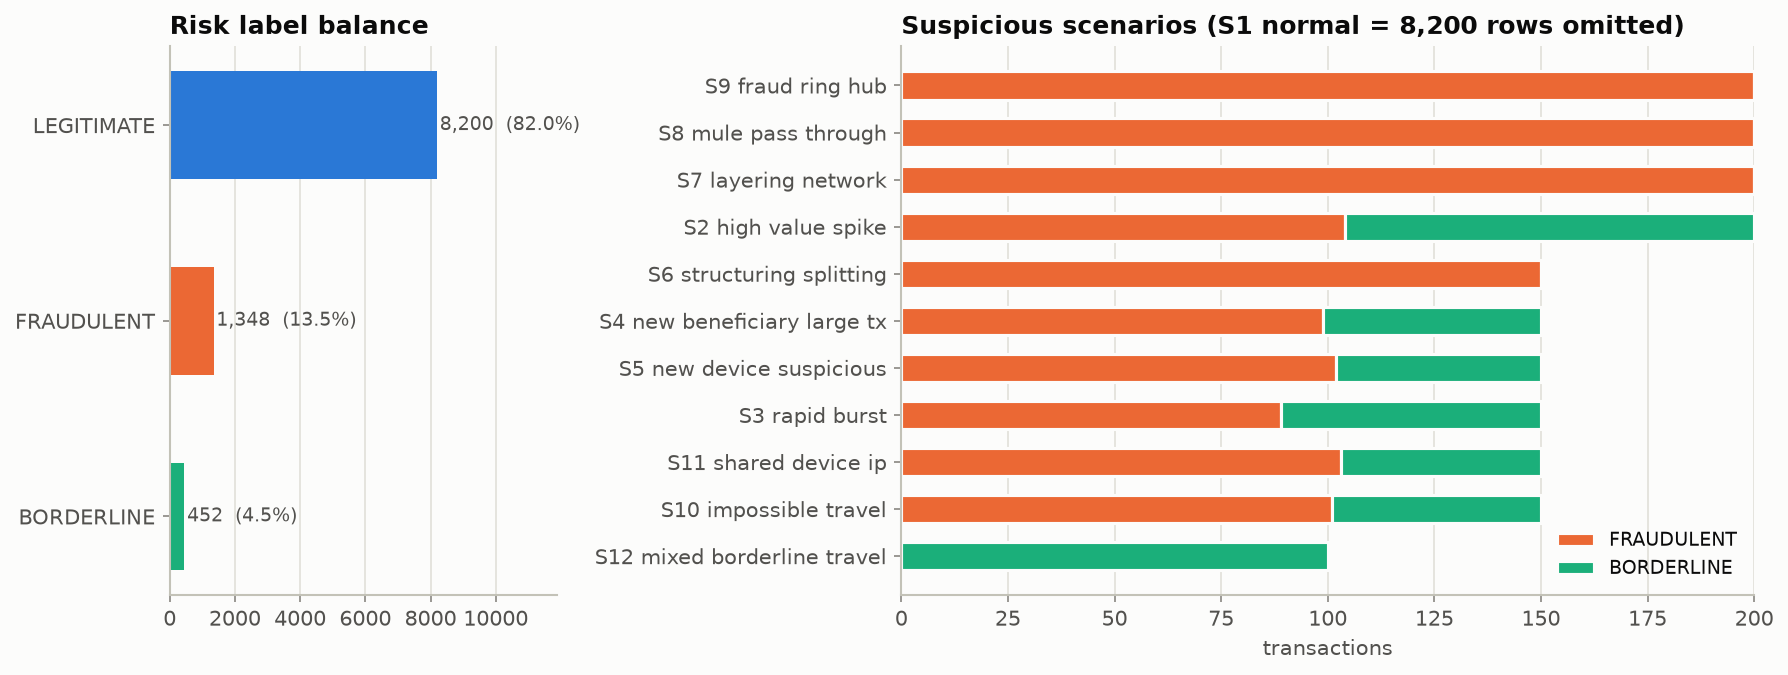 Risk label balance
LEGITIMATE
8,200 (82.0%)
FRAUDULENT
1,348 (13.5%)
BORDERLINE
452 (4.5%)
0 2000 4000 6000 8000 10000
Suspicious scenarios (S1 normal = 8,200 rows omitted)
S9 fraud ring hub
S8 mule pass through
S7 layering network
S2 high value spike
S6 structuring splitting
S4 new beneficiary large tx
S5 new device suspicious
S3 rapid burst
S11 shared device ip
S10 impossible travel
S12 mixed borderline travel
FRAUDULENT
BORDERLINE
0 25 50 75 100 125 150 175 200
transactions